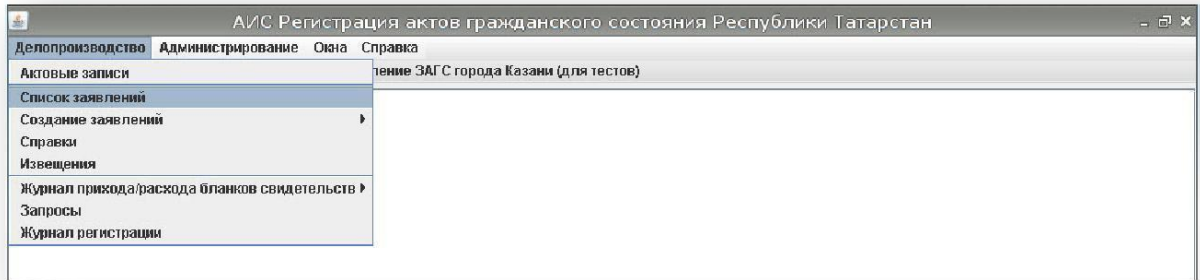 АИС Регистрация актов гражданского состояния Республики Татарстан
Делопроизводство Администрирование Окна Справка
Актовые записи
ЗАГС города Казани (для тестов)
Список заявлений
Создание заявлений
Справки
Извещения
Журнал прихода/расхода бланков свидетельств
Запросы
Журнал регистрации